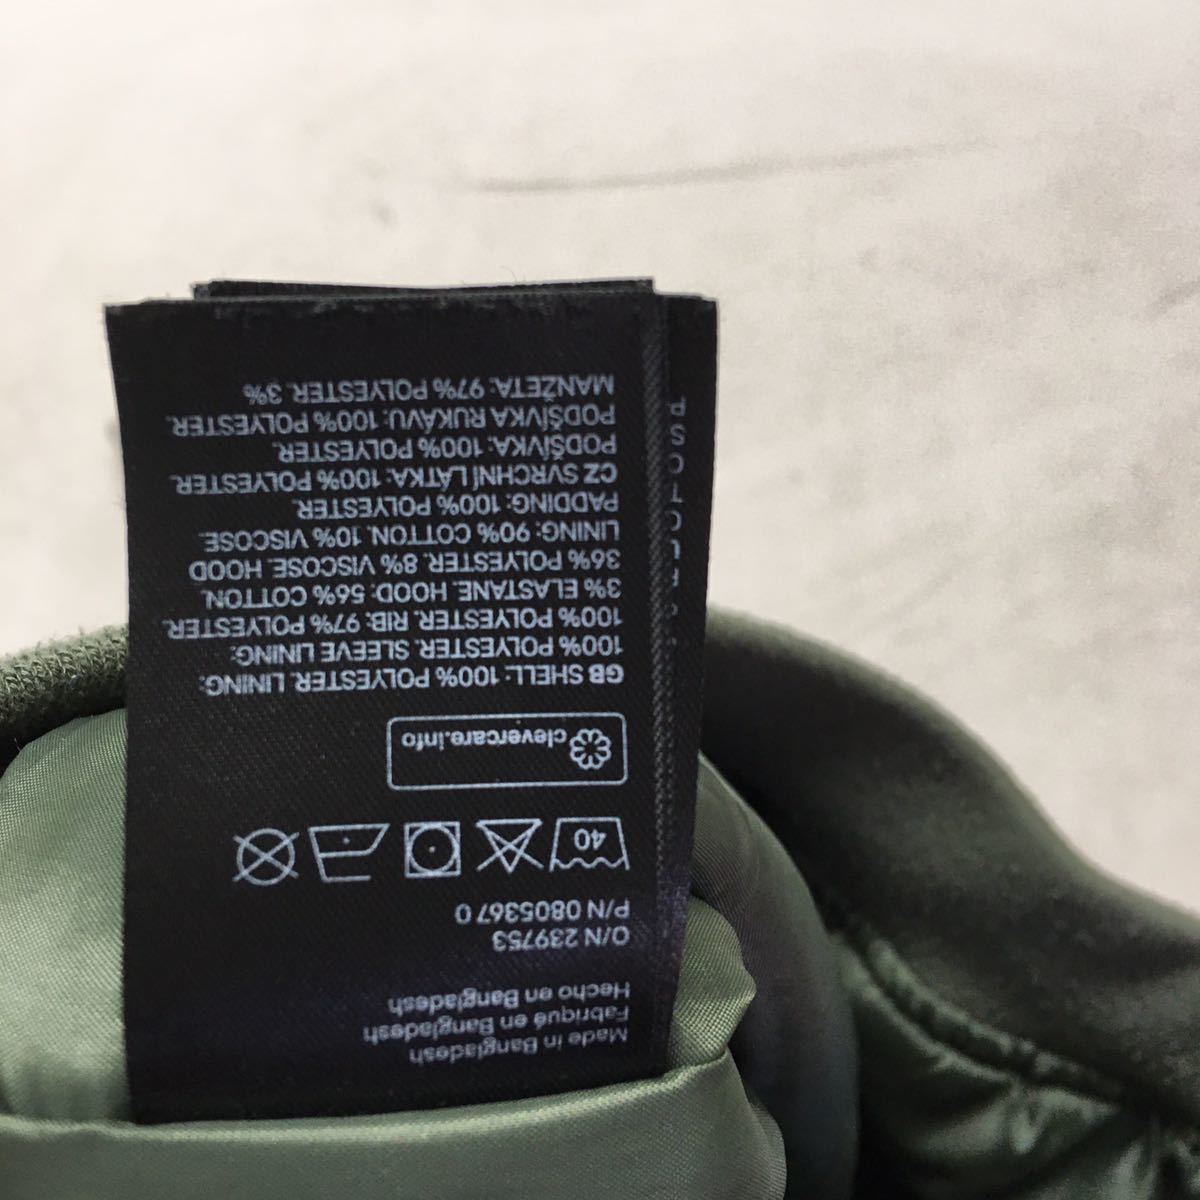 Made in Bangladesh
Fabriqué en Bangladesh
Hecho en Bangladesh
O/N 239753
P/N 0805367 0
40
clevercare.info
GB SHELL: 100% POLYESTER. LINING:
100% POLYESTER. SLEEVE LINING:
100% POLYESTER. RIB: 97% POLYESTER.
3% ELASTANE. HOOD: 56% COTTON.
36% POLYESTER. 8% VISCOSE. HOOD
LINING: 90% COTTON. 10% VISCOSE.
PADDING: 100% POLYESTER.
CZ SVRCHNÍ LÁTKA: 100% POLYESTER.
PODŠÍVKA: 100% POLYESTER.
PODŠÍVKA RUKÁVU: 100% POLYESTER.
MANŽETA: 97% POLYESTER. 3%